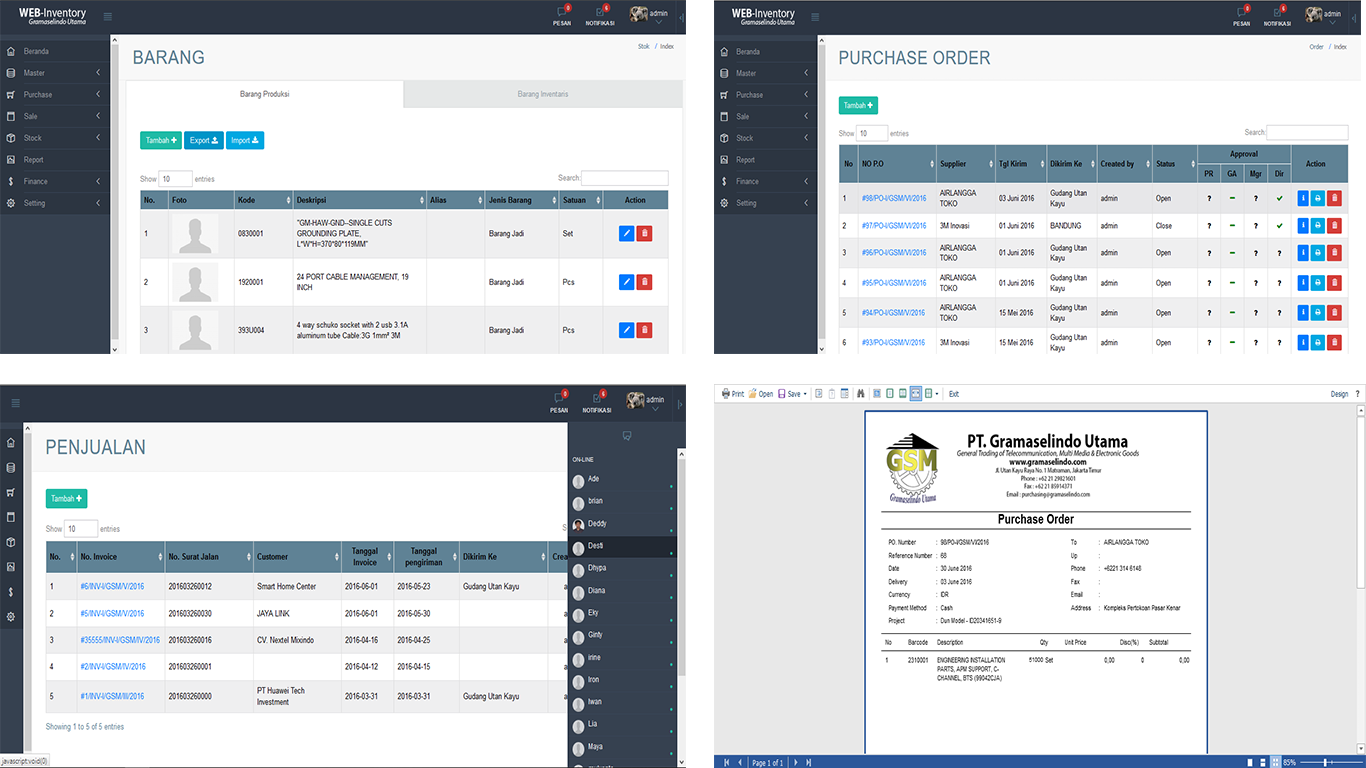 WEB-Inventory
Gramaselindo Utama
0
6
PESAN
NOTIFIKASI
admin
Beranda
Master
Purchase
Sale
Stock
Report
Finance
Setting
BARANG
Stok / Index
Barang Produksi
Barang Inventaris
Tambah +
Export
Import
Show 10 entries
Search:
No. Foto Kode Deskripsi Alias Jenis Barang Satuan Action
1 0830001 "GM-HAW-GND--SINGLE CUTS
GROUNDING PLATE,
L*W*H=370*80*119MM" Barang Jadi Set
2 1920001 24 PORT CABLE MANAGEMENT, 19
INCH Barang Jadi Pcs
3 393U004 4 way schuko socket with 2 usb 3.1A
aluminum tube Cable:3G 1mm² 3M Barang Jadi Pcs
WEB-Inventory
Gramaselindo Utama
0
6
PESAN
NOTIFIKASI
admin
Beranda
Master
Purchase
Sale
Stock
Report
Finance
Setting
PURCHASE ORDER
Order / Index
Tambah +
Show 10 entries
Search:
No NO P.O Supplier Tgl Kirim Dikirim Ke Created by Status Approval Action
PR GA Mgr Dir
1 #98/PO-I/GSM/VI/2016 AIRLANGGA
TOKO 03 Juni 2016 Gudang Utan
Kayu admin Open ? ?
2 #97/PO-I/GSM/VI/2016 3M Inovasi 01 Juni 2016 BANDUNG admin Close ? ?
3 #96/PO-I/GSM/VI/2016 AIRLANGGA
TOKO 01 Juni 2016 Gudang Utan
Kayu admin Open ? ? ?
4 #95/PO-I/GSM/VI/2016 AIRLANGGA
TOKO 01 Juni 2016 Gudang Utan
Kayu admin Open ? ? ?
5 #94/PO-I/GSM/V/2016 AIRLANGGA
TOKO 15 Mei 2016 Gudang Utan
Kayu admin Open ? ? ?
6 #93/PO-I/GSM/V/2016 3M Inovasi 15 Mei 2016 Gudang Utan
Kayu admin Open ? ? ?
0
6
PESAN
NOTIFIKASI
admin
PENJUALAN
Tambah +
Show 10 entries
S
No. No. Invoice No. Surat Jalan Customer Tanggal
Invoice Tanggal
pengiriman Dikirim Ke Crea
1 #6/INV-I/GSM/V/2016 201603260012 Smart Home Center 2016-06-01 2016-05-23 Gudang Utan Kayu a
2 #5/INV-I/GSM/V/2016 201603260030 JAYA LINK 2016-06-01 2016-05-30 a
3 #35555/INV-I/GSM/IV/2016 201603260016 CV. Nextel Mixindo 2016-04-16 2016-04-25 a
4 #2/INV-I/GSM/IV/2016 201603260001 2016-04-12 2016-04-15 a
5 #1/INV-I/GSM/III/2016 201603260000 PT Huawei Tech
Investment 2016-03-31 2016-03-31 Gudang Utan Kayu a
Showing 1 to 5 of 5 entries
javascript:void(0)
ON-LINE
Ade
brian
Deddy
Desti
Dhypa
Diana
Eky
Ginty
irine
Iron
Iwan
Lia
Maya
Print Open Save Exit Design ?
GSM
Gramaselindo Utama
PT. Gramaselindo Utama
General Trading of Telecommunication, Multi Media & Electronic Goods
www.gramaselindo.com
Jl. Utan Kayu Raya No. 1 Matraman, Jakarta Timur
Phone : +62 21 29821601
Fax : +62 21 85914371
Email : purchasing@gramaselindo.com
Purchase Order
PO. Number : 98/PO-I/GSM/VI/2016 To : AIRLANGGA TOKO
Reference Number : 68 Up :
Date : 30 June 2016 Phone : +6221 314 6148
Delivery : 03 June 2016 Fax :
Currency : IDR Email :
Payment Method : Cash Address : Kompleks Pertokoan Pasar Kenar
Project : Dun Model - ID20341651-9
No Barcode Description Qty Unit Price Disc(%) Subtotal
1 2310001 ENGINEERING INSTALLATION
PARTS, APM SUPPORT, C-
CHANNEL, BTS (99042CJA) 51000 Set 0,00 0 0,00
Page 1 of 1
85%